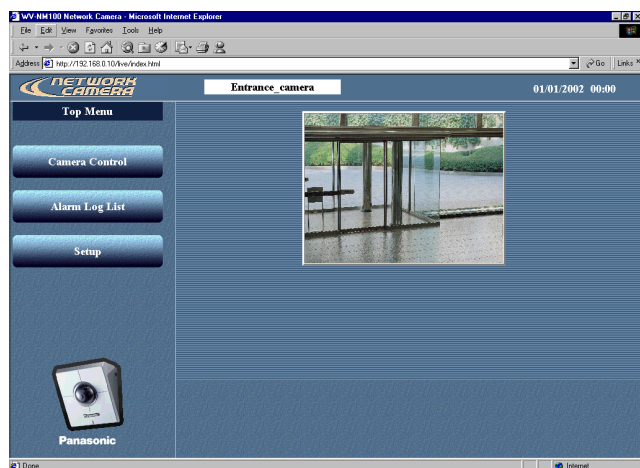 WV-NM100 Network Camera - Microsoft Internet Explorer
File Edit View Favorites Tools Help
Address http://192.168.0.10/live/index.html Go Links
NETWORK CAMERA
Entrance_camera
01/01/2002 00:00
Top Menu
Camera Control
Alarm Log List
Setup
Panasonic
Done
Internet